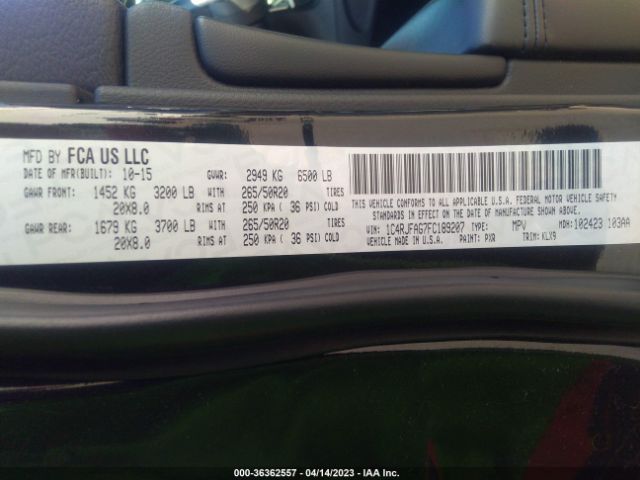 MFD BY FCA US LLC
DATE OF MFR(BUILT): 10-15 GVWR: 2949 KG 6500 LB
GAWR FRONT: 1452 KG 3200 LB WITH 265/50R20 TIRES
20X8.0 RIMS AT 250 KPA ( 36 PSI) COLD
GAWR REAR: 1679 KG 3700 LB WITH 265/50R20 TIRES
20X8.0 RIMS AT 250 KPA ( 36 PSI) COLD
THIS VEHICLE CONFORMS TO ALL APPLICABLE U.S.A. FEDERAL MOTOR VEHICLE SAFETY
STANDARDS IN EFFECT ON THE DATE OF MANUFACTURE SHOWN ABOVE.
VIN: 1C4RJFAG7FC189207 TYPE: MPV MDH: 102423 103AA
VEHICLE MADE IN U.S.A. PAINT: PXR TRIM: KLX9
000-36362557 - 04/14/2023 - IAA Inc.